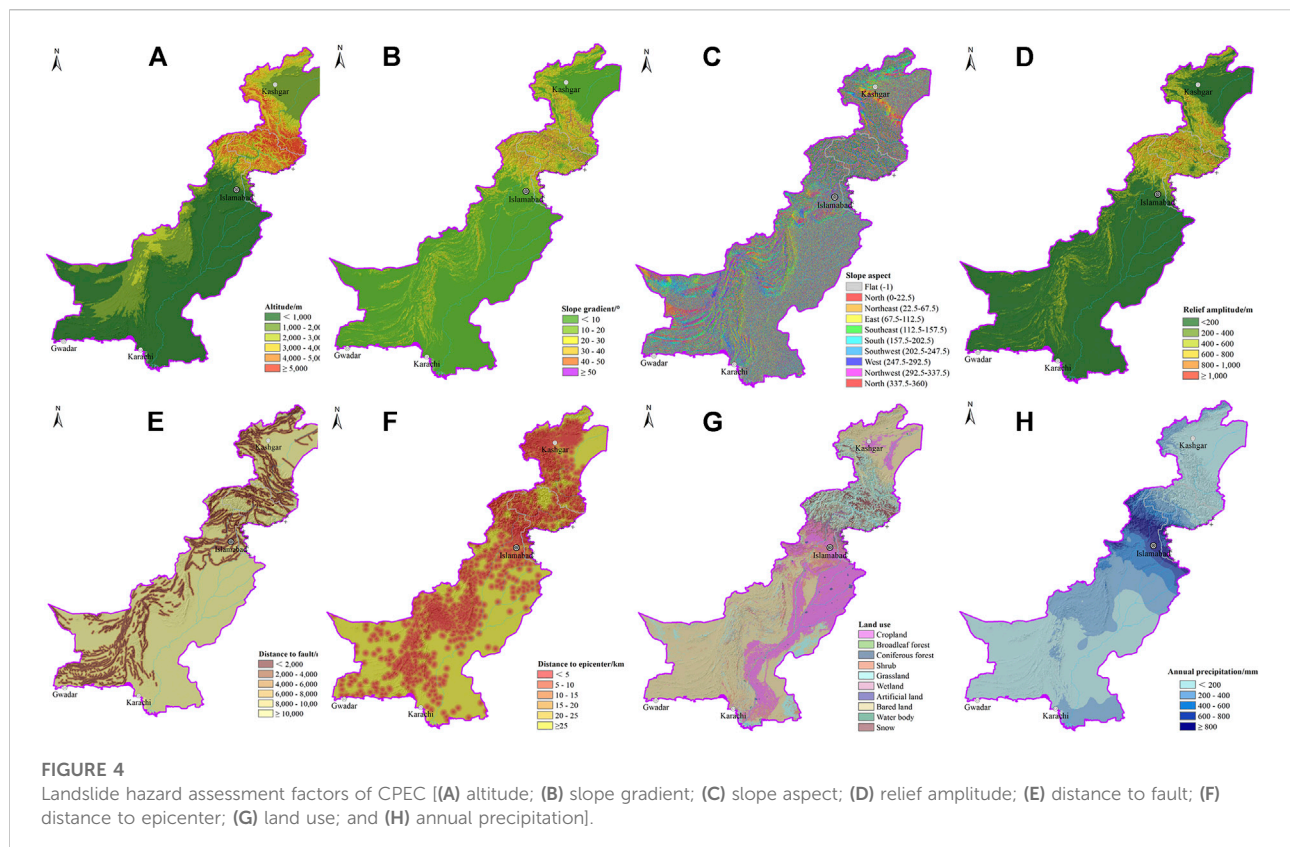 N
A
Kashgar
Islamabad
Gwadar
Karachi
Altitude/m
< 1,000
1,000 - 2,00
2,000 - 3,00
3,000 - 4,00
4,000 - 5,00
≥ 5,000
N
B
Kashgar
Islamabad
Gwadar
Karachi
Slope gradient/°
< 10
10 - 20
20 - 30
30 - 40
40 - 50
≥ 50
N
C
Kashgar
Islamabad
Gwadar
Karachi
Slope aspect
Flat (-1)
North (0-22.5)
Northeast (22.5-67.5)
East (67.5-112.5)
Southeast (112.5-157.5)
South (157.5-202.5)
Southwest (202.5-247.5)
West (247.5-292.5)
Northwest (292.5-337.5)
North (337.5-360)
N
D
Kashgar
Islamabad
Gwadar
Karachi
Relief amplitude/m
<200
200 - 400
400 - 600
600 - 800
800 - 1,000
≥ 1,000
N
E
Kashgar
Islamabad
Gwadar
Karachi
Distance to fault/
< 2,000
2,000 - 4,000
4,000 - 6,000
6,000 - 8,000
8,000 - 10,00
≥ 10,000
N
F
Kashgar
Islamabad
Gwadar
Karachi
Distance to epicenter/km
< 5
5 - 10
10 - 15
15 - 20
20 - 25
≥25
N
G
Kashgar
Islamabad
Gwadar
Karachi
Land use
Cropland
Broadleaf forest
Coniferous forest
Shrub
Grassland
Wetland
Artificial land
Bared land
Water body
Snow
N
H
Kashgar
Islamabad
Gwadar
Karachi
Annual precipitation/mm
< 200
200 - 400
400 - 600
600 - 800
≥ 800
FIGURE 4
Landslide hazard assessment factors of CPEC [(A) altitude; (B) slope gradient; (C) slope aspect; (D) relief amplitude; (E) distance to fault; (F)
distance to epicenter; (G) land use; and (H) annual precipitation].